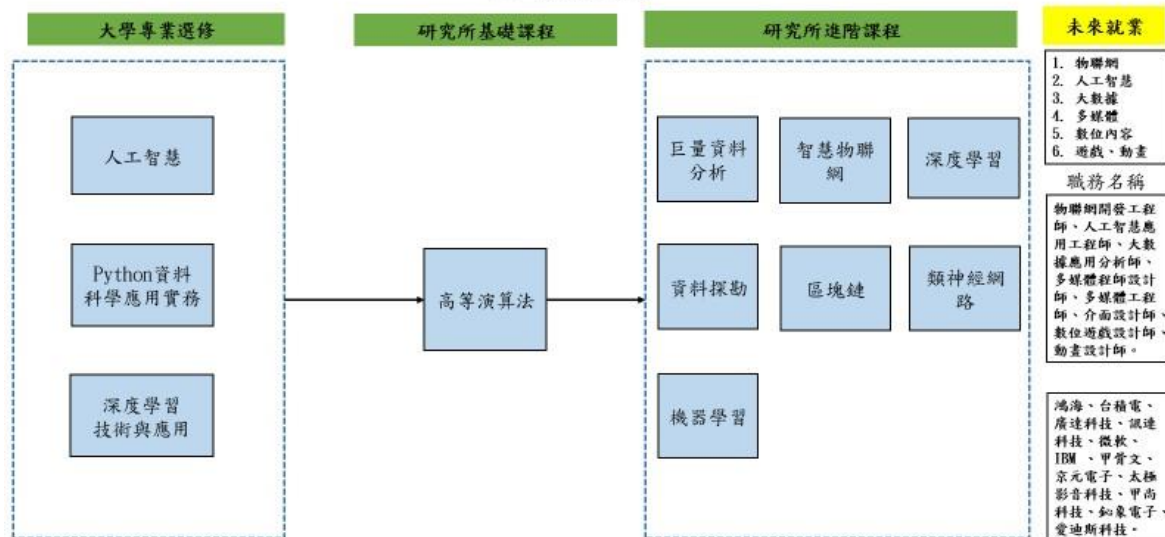 大學專業選修
研究所基礎課程
研究所進階課程
未來就業
人工智慧
Python資料
科學應用實務
深度學習
技術與應用
高等演算法
巨量資料
分析
智慧物聯
網
深度學習
資料探勘
區塊鏈
類神經網
路
機器學習
1. 物聯網
2. 人工智慧
3. 大數據
4. 多媒體
5. 數位內容
6. 遊戲、動畫
職務名稱
物聯網開發工程
師、人工智慧應
用工程師、大數
據應用分析師、
多媒體程師設計
師、多媒體工程
師、介面設計師、
數位遊戲設計師、
動畫設計師。
鴻海、台積電、
廣達科技、訊連
科技、微軟、
IBM 、甲骨文、
京元電子、太極
影音科技、甲尚
科技、鈊象電子、
愛迪斯科技。